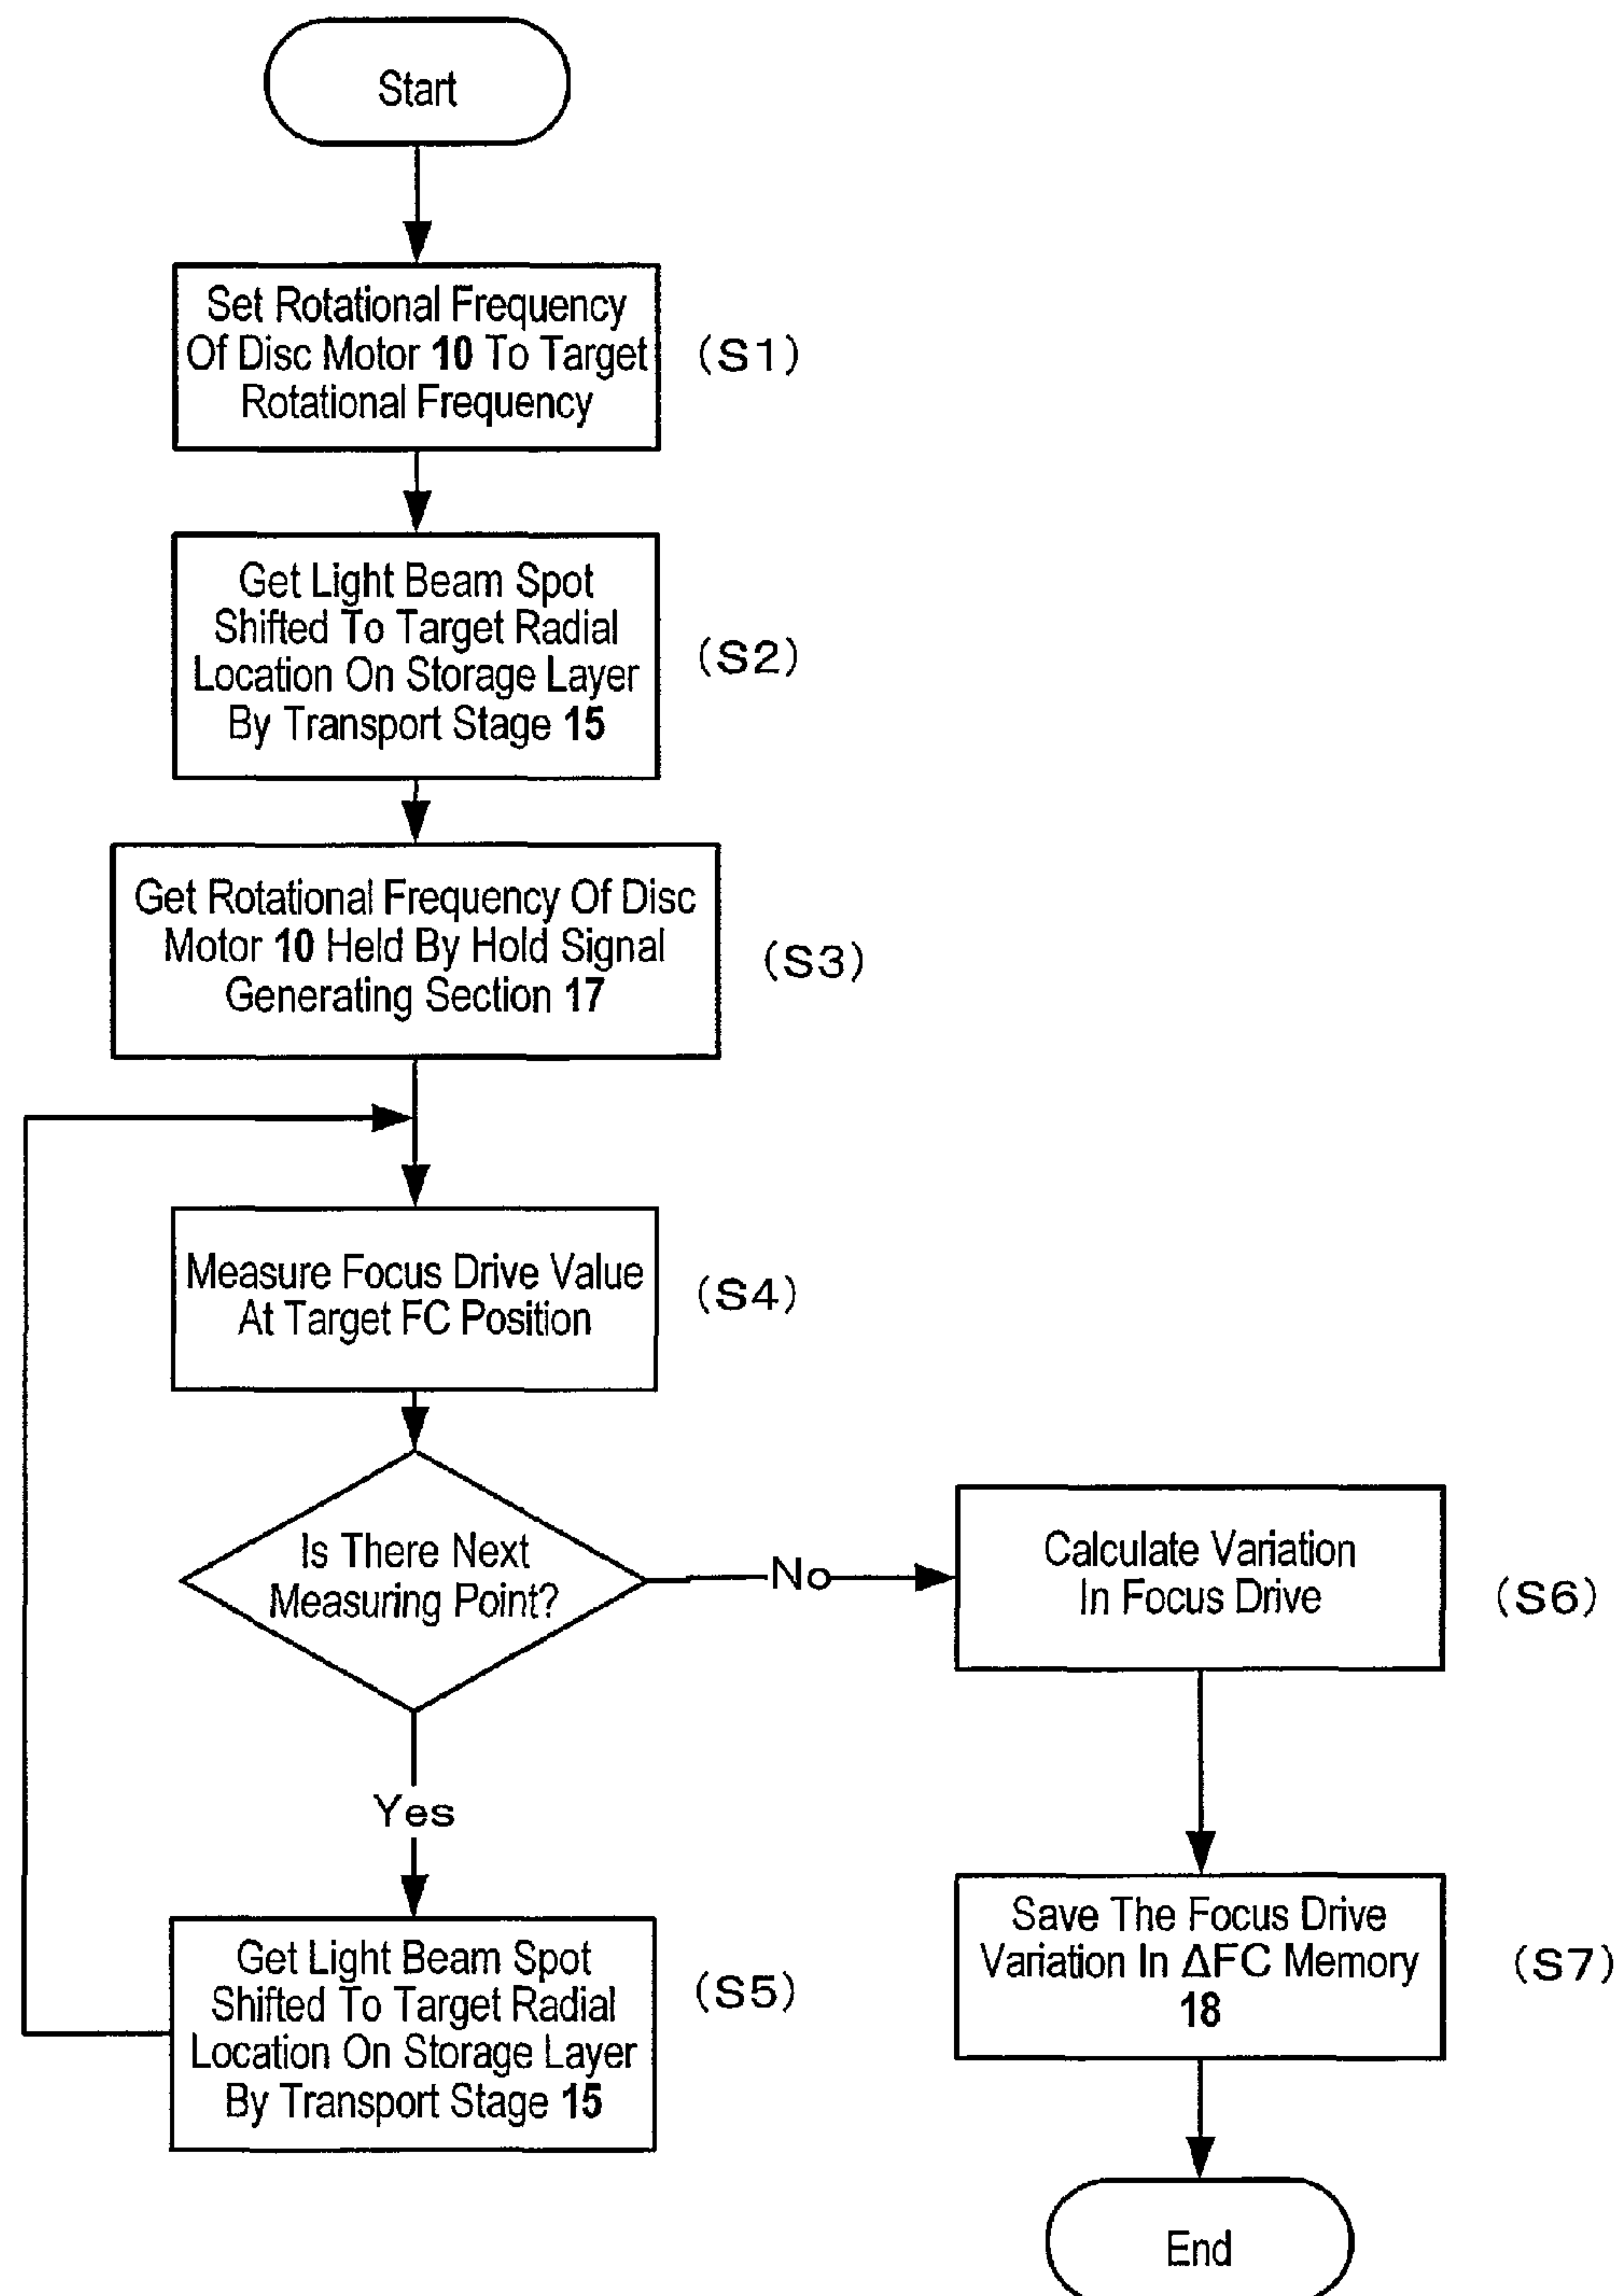 Start
Set Rotational Frequency
Of Disc Motor 10 To Target
Rotational Frequency
(S1)
Get Light Beam Spot
Shifted To Target Radial
Location On Storage Layer
By Transport Stage 15
(S2)
Get Rotational Frequency Of Disc
Motor 10 Held By Hold Signal
Generating Section 17
(S3)
Measure Focus Drive Value
At Target FC Position
(S4)
Is There Next
Measuring Point?
No
Calculate Variation
In Focus Drive
(S6)
Yes
Get Light Beam Spot
Shifted To Target Radial
Location On Storage Layer
By Transport Stage 15
(S5)
Save The Focus Drive
Variation In ΔFC Memory
18
(S7)
End